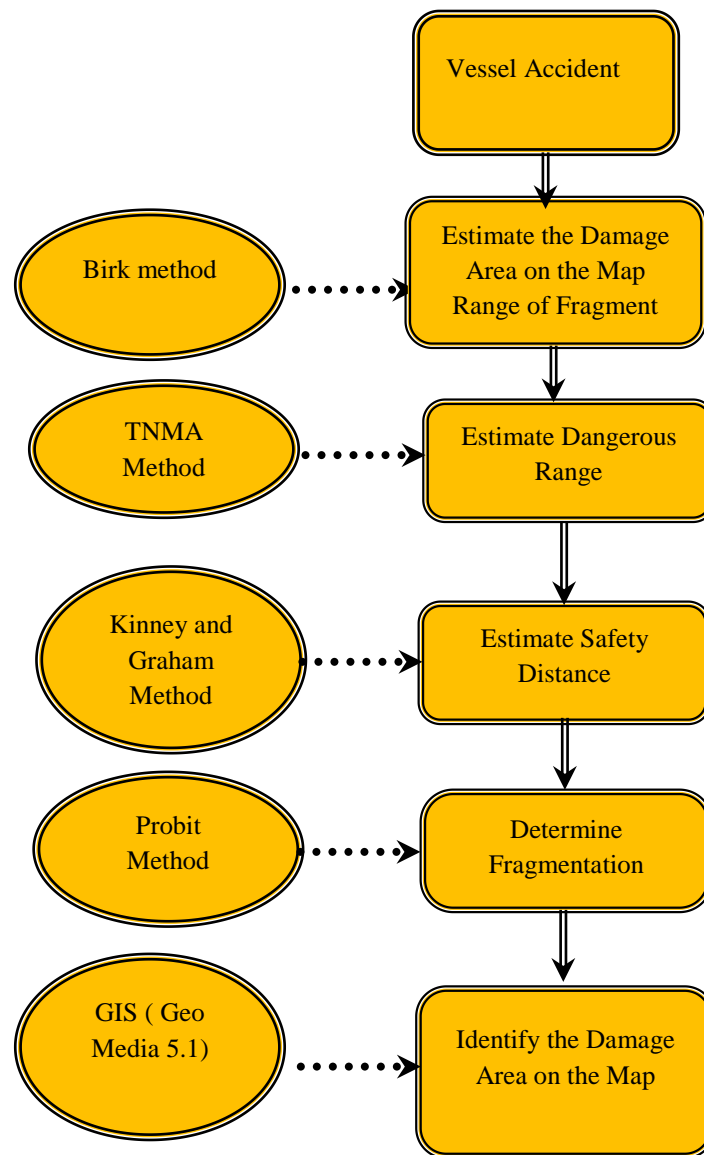 Vessel Accident
Birk method
Estimate the Damage
Area on the Map
Range of Fragment
TNMA
Method
Estimate Dangerous
Range
Kinney and
Graham
Method
Estimate Safety
Distance
Probit
Method
Determine
Fragmentation
GIS ( Geo
Media 5.1)
Identify the Damage
Area on the Map